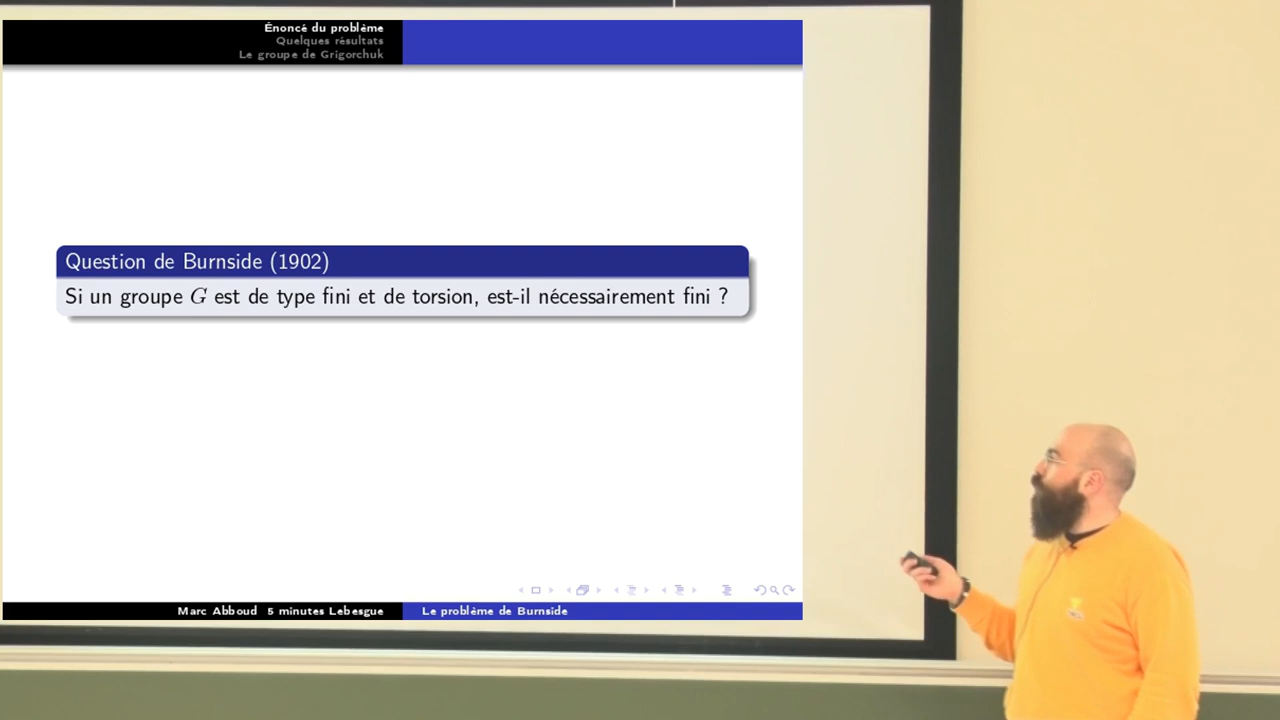 Énoncé du problème
Quelques résultats
Le groupe de Grigorchuk
Question de Burnside (1902)
Si un groupe G est de type fini et de torsion, est-il nécessairement fini ?
Marc Abboud 5 minutes Lebesgue
Le problème de Burnside